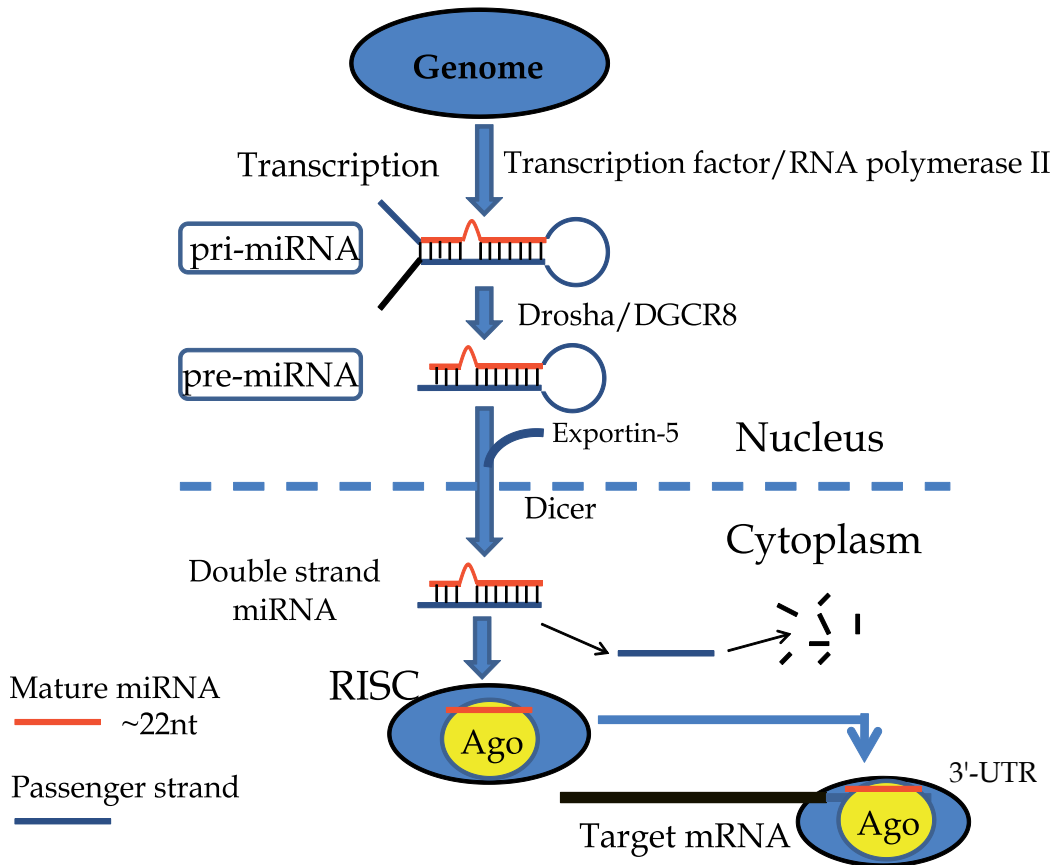 Genome
Transcription
Transcription factor/RNA polymerase II
pri-miRNA
Drosha/DGCR8
pre-miRNA
Exportin-5
Nucleus
Dicer
Cytoplasm
Double strand
miRNA
RISC
Mature miRNA
~22nt
Ago
Passenger strand
3'-UTR
Target mRNA
Ago